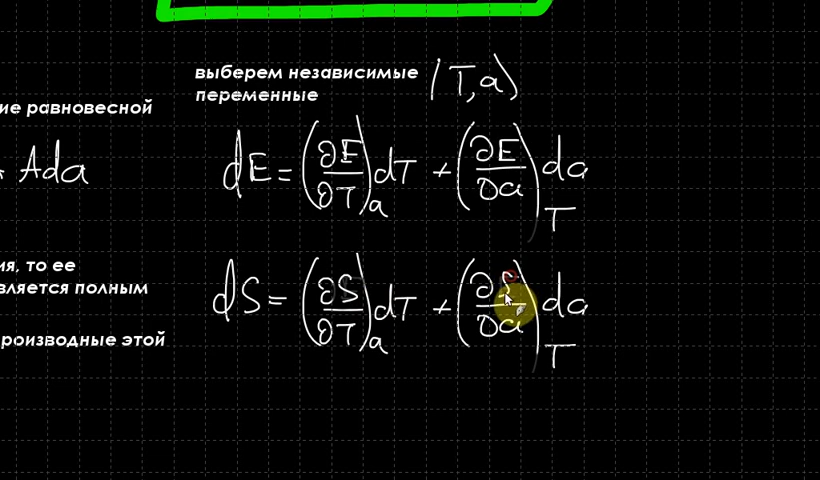 выберем независимые
переменные
(T, a)
ие равновесной
Ada
dE = (∂E/∂T)_a dT + (∂E/∂a)_T da
ия, то ее
вляется полным
роизводные этой
dS = (∂S/∂T)_a dT + (∂S/∂a)_T da